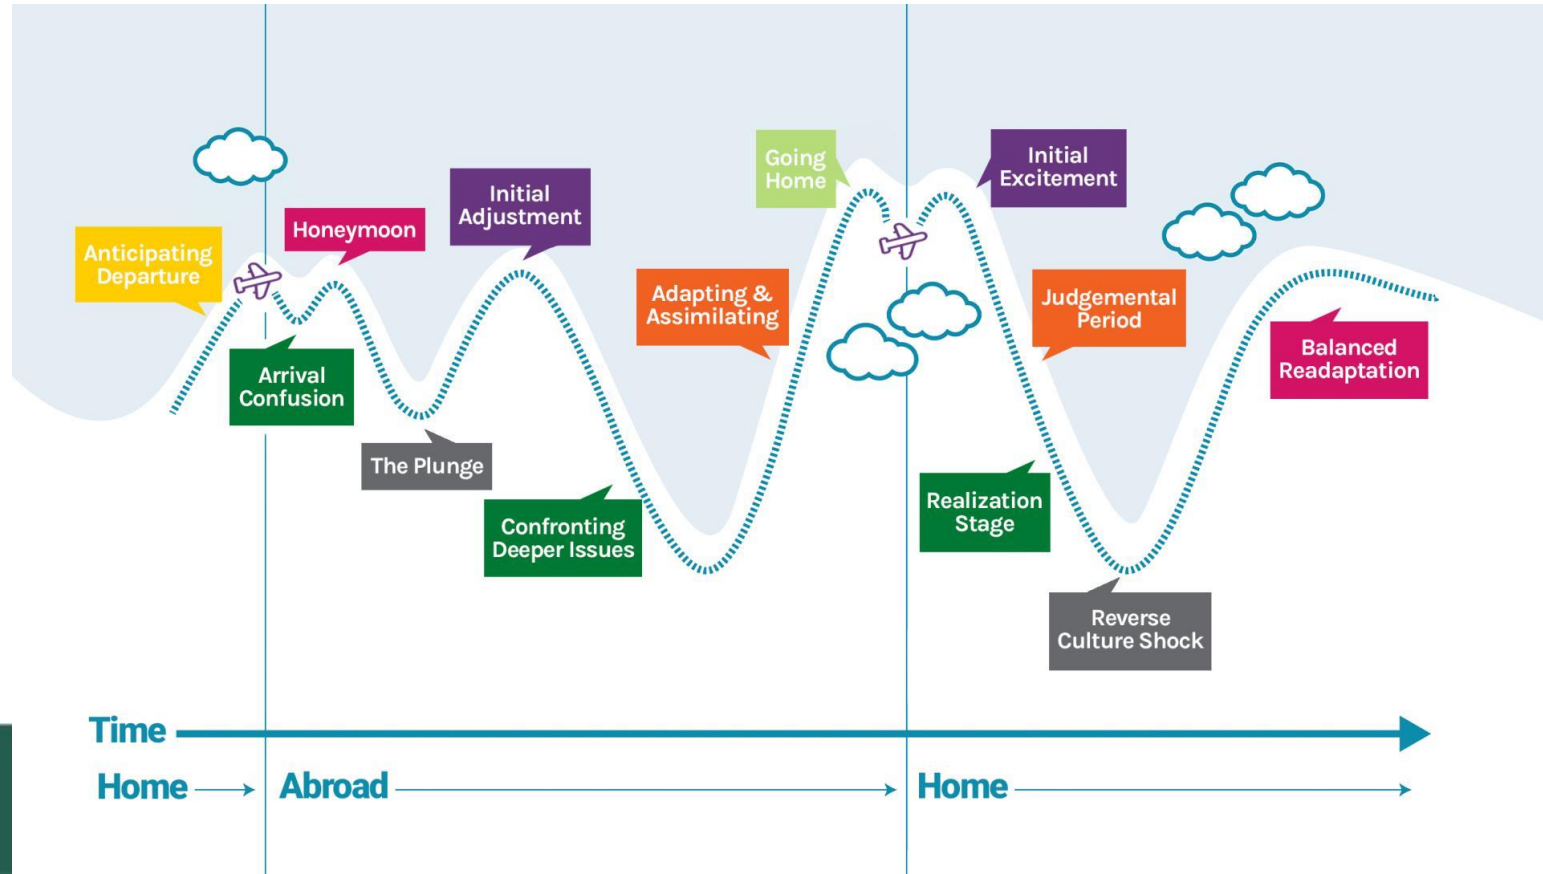 Anticipating
Departure
Arrival
Confusion
Honeymoon
The Plunge
Initial
Adjustment
Confronting
Deeper Issues
Adapting &
Assimilating
Going
Home
Initial
Excitement
Judgemental
Period
Realization
Stage
Reverse
Culture Shock
Balanced
Readaptation
Time
Home
Abroad
Home